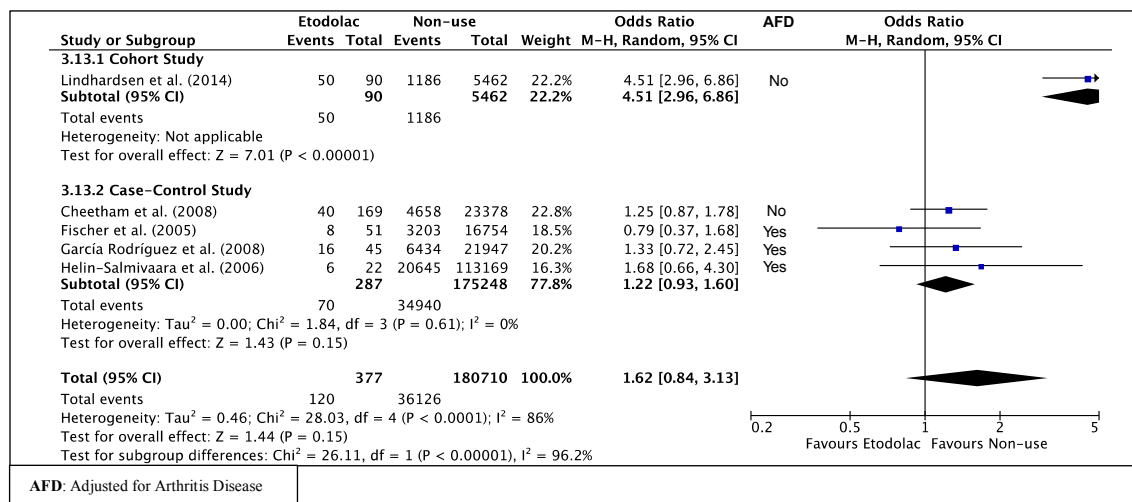 Etodolac Non-use Odds Ratio AFD Odds Ratio
Study or Subgroup Events Total Events Total Weight M-H, Random, 95% CI M-H, Random, 95% CI
3.13.1 Cohort Study
Lindhardsen et al. (2014) 50 90 1186 5462 22.2% 4.51 [2.96, 6.86] No
Subtotal (95% CI) 90 5462 22.2% 4.51 [2.96, 6.86]
Total events 50 1186
Heterogeneity: Not applicable
Test for overall effect: Z = 7.01 (P < 0.00001)
3.13.2 Case-Control Study
Cheetham et al. (2008) 40 169 4658 23378 22.8% 1.25 [0.87, 1.78] No
Fischer et al. (2005) 8 51 3203 16754 18.5% 0.79 [0.37, 1.68] Yes
García Rodríguez et al. (2008) 16 45 6434 21947 20.2% 1.33 [0.72, 2.45] Yes
Helin-Salmivaara et al. (2006) 6 22 20645 113169 16.3% 1.68 [0.66, 4.30] Yes
Subtotal (95% CI) 287 175248 77.8% 1.22 [0.93, 1.60]
Total events 70 34940
Heterogeneity: Tau² = 0.00; Chi² = 1.84, df = 3 (P = 0.61); I² = 0%
Test for overall effect: Z = 1.43 (P = 0.15)
Total (95% CI) 377 180710 100.0% 1.62 [0.84, 3.13]
Total events 120 36126
Heterogeneity: Tau² = 0.46; Chi² = 28.03, df = 4 (P < 0.0001); I² = 86%
Test for overall effect: Z = 1.44 (P = 0.15)
Test for subgroup differences: Chi² = 26.11, df = 1 (P < 0.00001), I² = 96.2%
0.2 0.5 1 2 5
Favours Etodolac Favours Non-use
AFD: Adjusted for Arthritis Disease